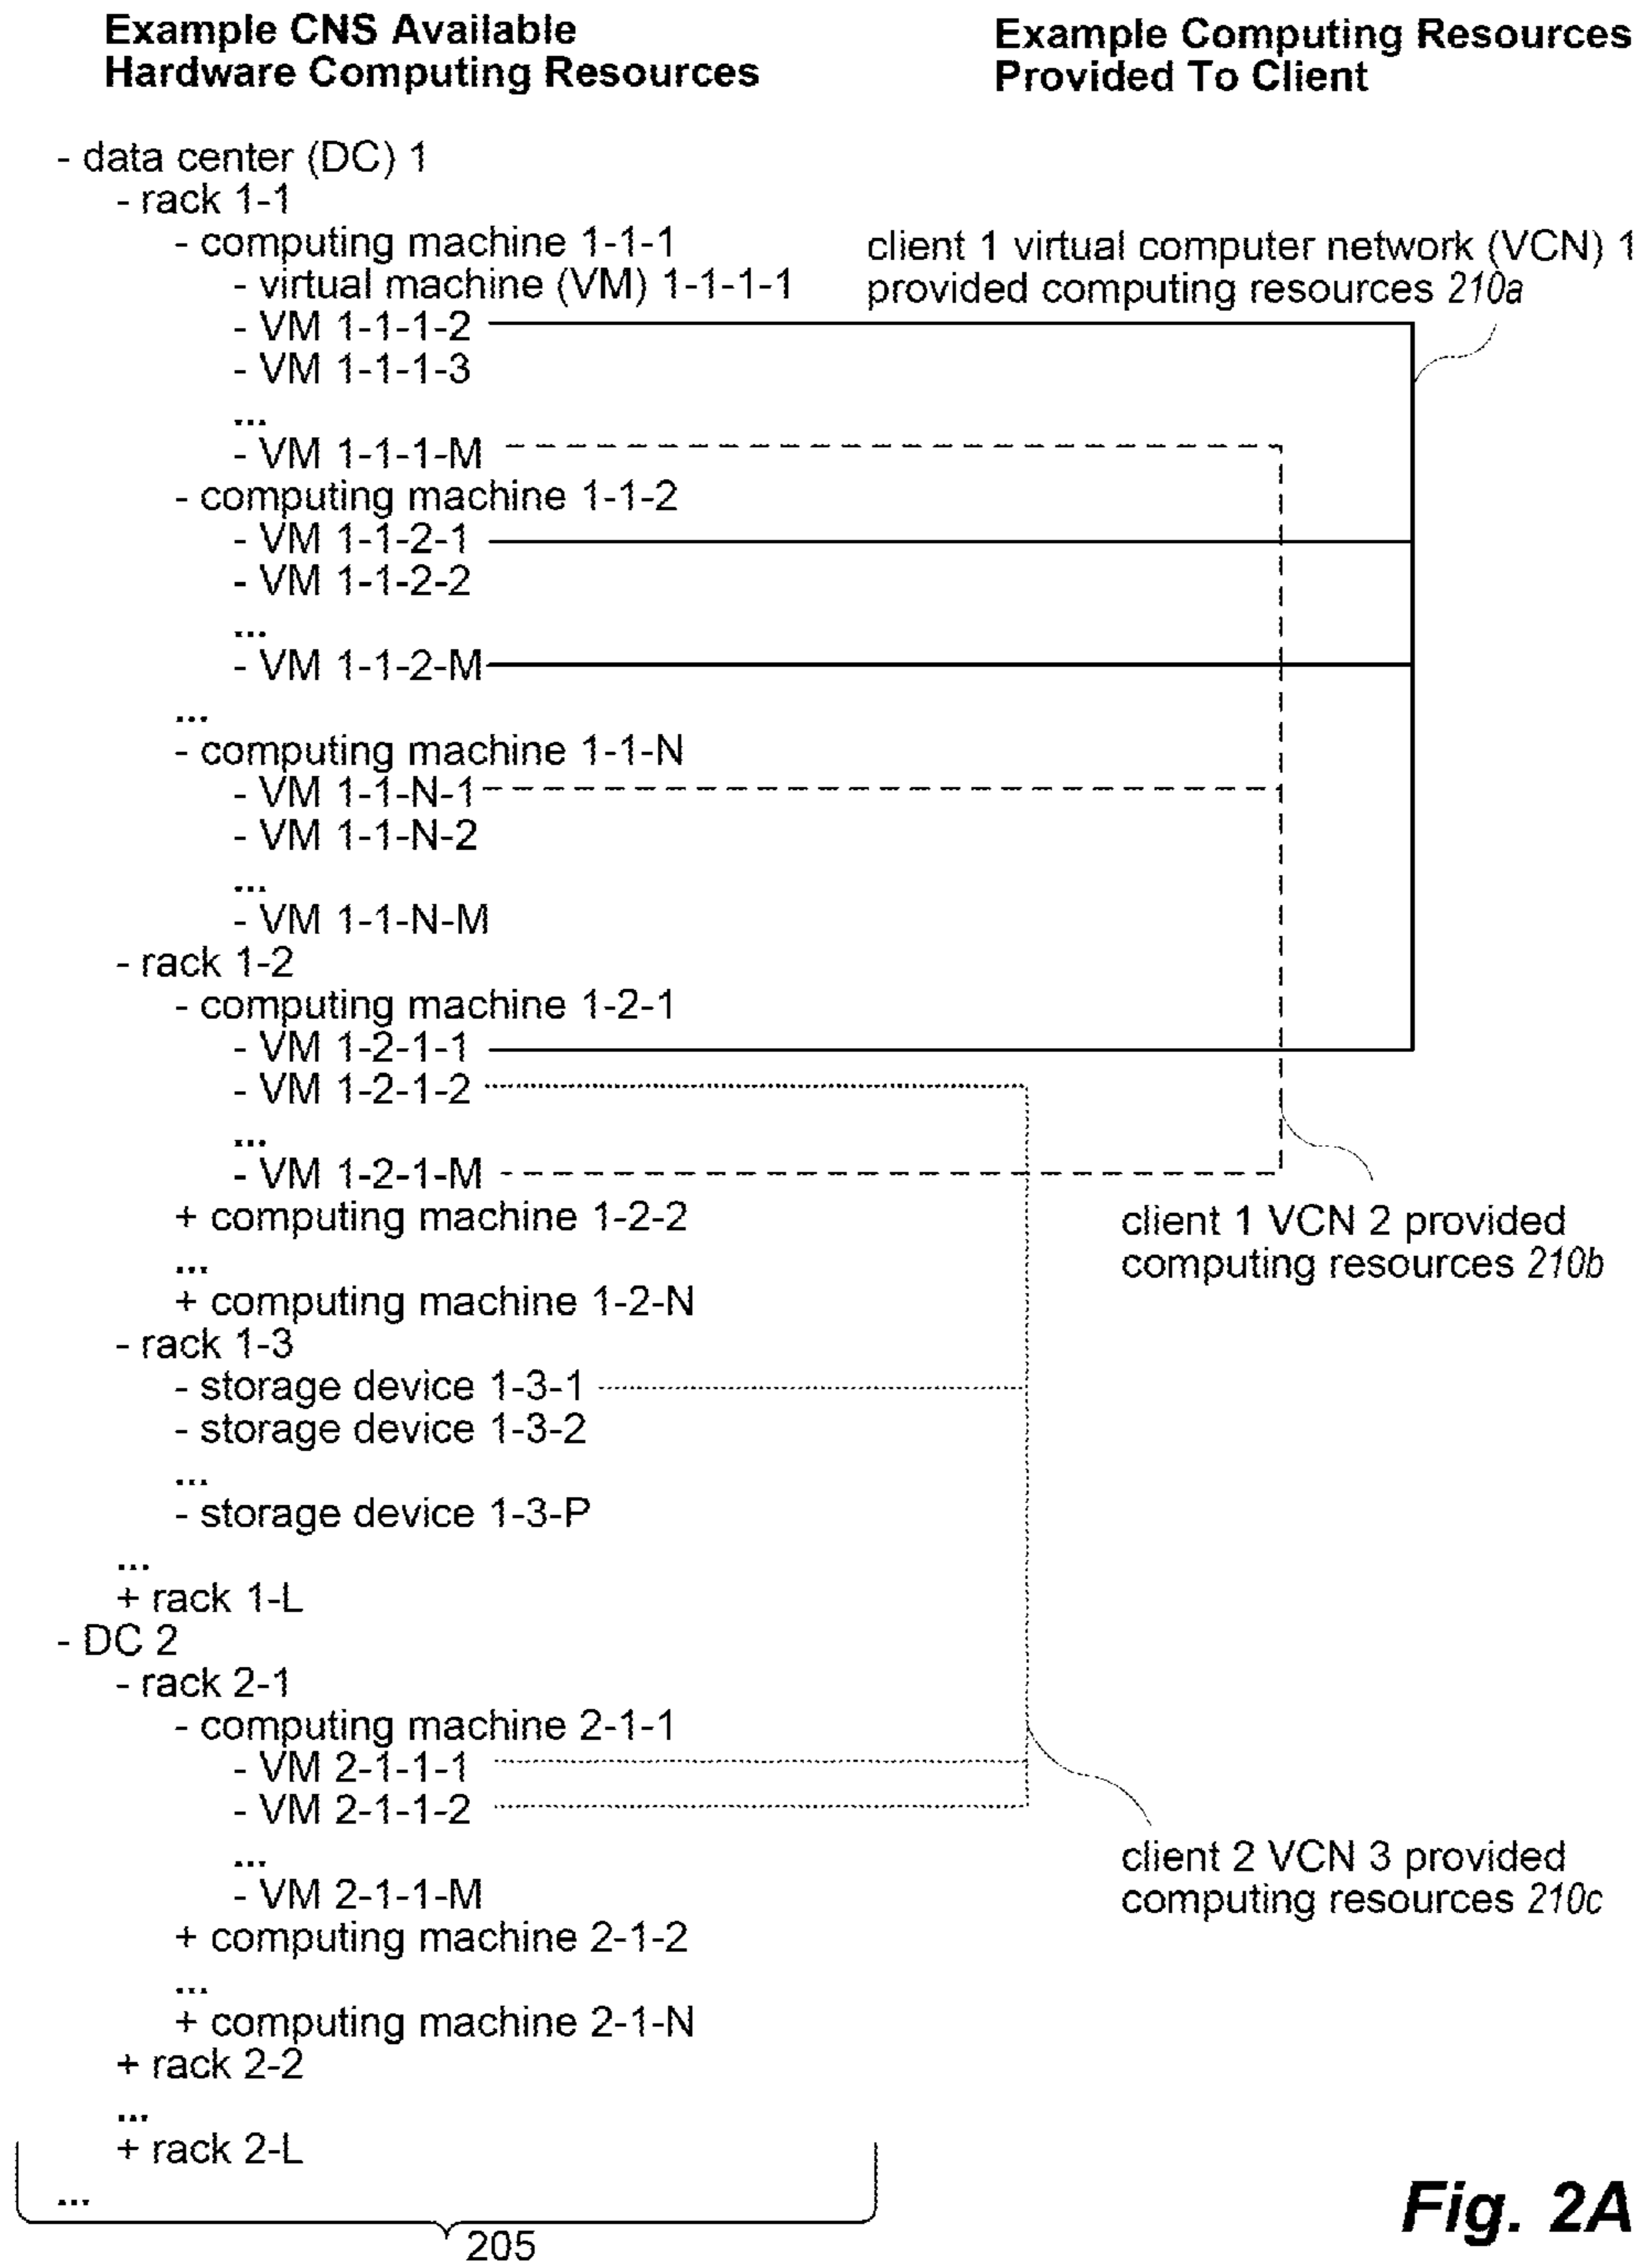 Example CNS Available
Hardware Computing Resources
Example Computing Resources
Provided To Client
- data center (DC) 1
- rack 1-1
- computing machine 1-1-1
- virtual machine (VM) 1-1-1-1
- VM 1-1-1-2
- VM 1-1-1-3
...
- VM 1-1-1-M
- computing machine 1-1-2
- VM 1-1-2-1
- VM 1-1-2-2
...
- VM 1-1-2-M
...
- computing machine 1-1-N
- VM 1-1-N-1
- VM 1-1-N-2
...
- VM 1-1-N-M
- rack 1-2
- computing machine 1-2-1
- VM 1-2-1-1
- VM 1-2-1-2
...
- VM 1-2-1-M
+ computing machine 1-2-2
...
+ computing machine 1-2-N
- rack 1-3
- storage device 1-3-1
- storage device 1-3-2
...
- storage device 1-3-P
...
+ rack 1-L
- DC 2
- rack 2-1
- computing machine 2-1-1
- VM 2-1-1-1
- VM 2-1-1-2
...
- VM 2-1-1-M
+ computing machine 2-1-2
...
+ computing machine 2-1-N
+ rack 2-2
...
+ rack 2-L
...
205
client 1 virtual computer network (VCN) 1
provided computing resources 210a
client 1 VCN 2 provided
computing resources 210b
client 2 VCN 3 provided
computing resources 210c
Fig. 2A